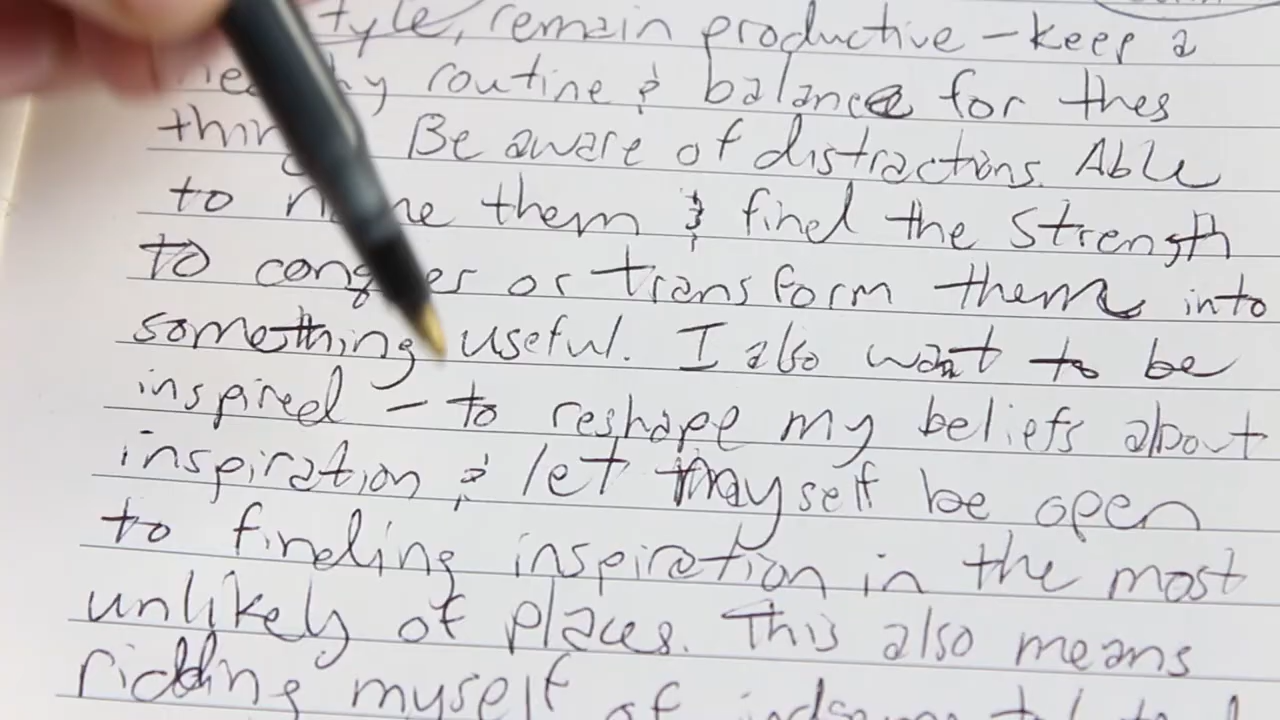 style, remain productive - keep a
healthy routine & balance for thes
things. Be aware of distractions. Able
to name them & find the strength
to conquer or transform them into
something useful. I also want to be
inspired - to reshape my beliefs about
inspiration & let myself be open
to finding inspiration in the most
unlikely of places. This also means
ridding myself of